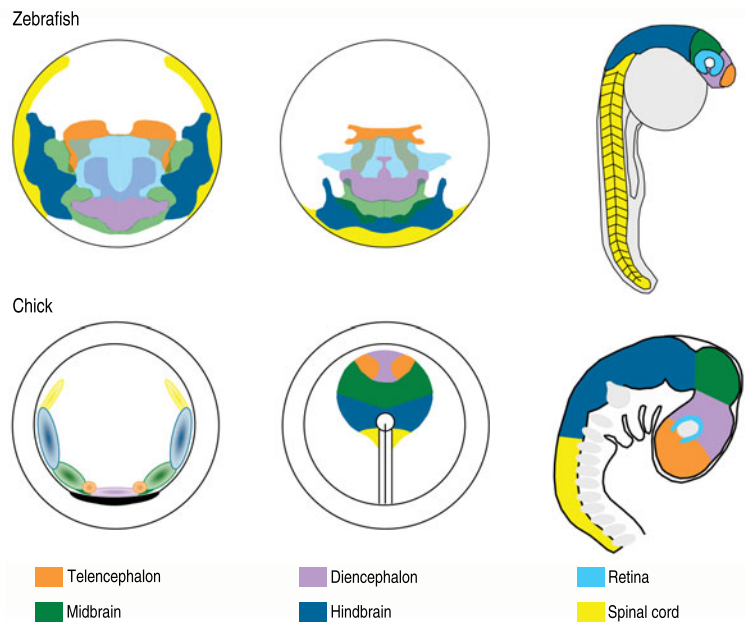 Zebrafish
Chick
Telencephalon
Diencephalon
Retina
Midbrain
Hindbrain
Spinal cord